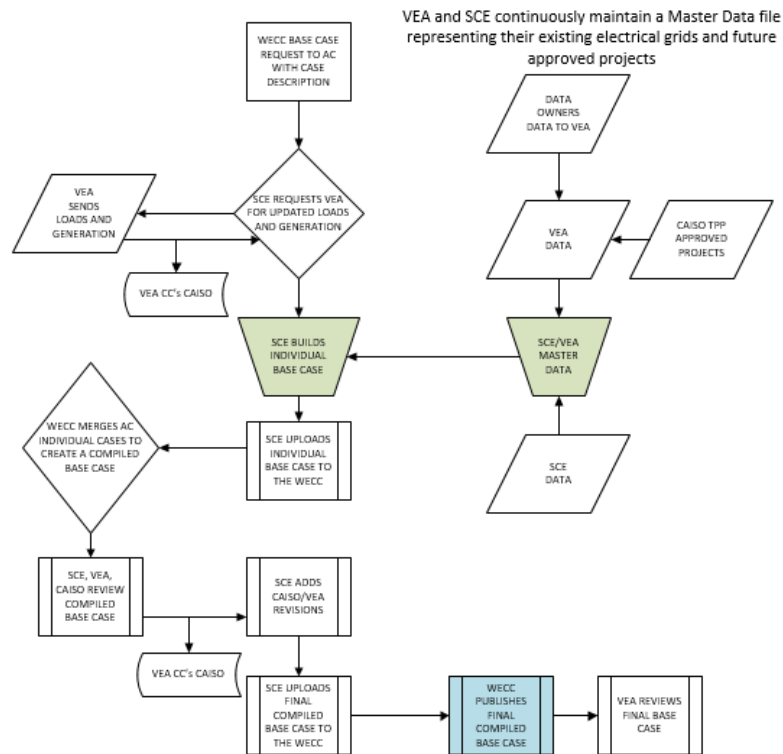 VEA and SCE continuously maintain a Master Data file
representing their existing electrical grids and future
approved projects
WECC BASE CASE
REQUEST TO AC
WITH CASE
DESCRIPTION
DATA
OWNERS
DATA TO VEA
VEA
SENDS
LOADS AND
GENERATION
SCE REQUESTS VEA
FOR UPDATED LOADS
AND GENERATION
VEA
DATA
CAISO TPP
APPROVED
PROJECTS
VEA CC's CAISO
SCE BUILDS
INDIVIDUAL
BASE CASE
SCE/VEA
MASTER
DATA
WECC MERGES AC
INDIVIDUAL CASES TO
CREATE A COMPILED
BASE CASE
SCE UPLOADS
INDIVIDUAL
BASE CASE TO
THE WECC
SCE
DATA
SCE, VEA,
CAISO REVIEW
COMPILED
BASE CASE
SCE ADDS
CAISO/VEA
REVISIONS
VEA CC's CAISO
SCE UPLOADS
FINAL
COMPILED
BASE CASE TO
THE WECC
WECC
PUBLISHES
FINAL
COMPILED
BASE CASE
VEA REVIEWS
FINAL BASE
CASE